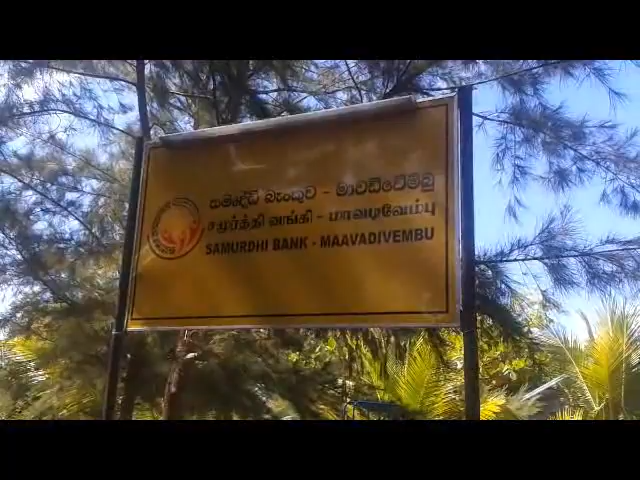 සමෘද්ධි බැංකුව - මාවඩිවේම්බු
சமுர்த்தி வங்கி - மாவடிவேம்பு
SAMURDHI BANK - MAAVADIVEMBU